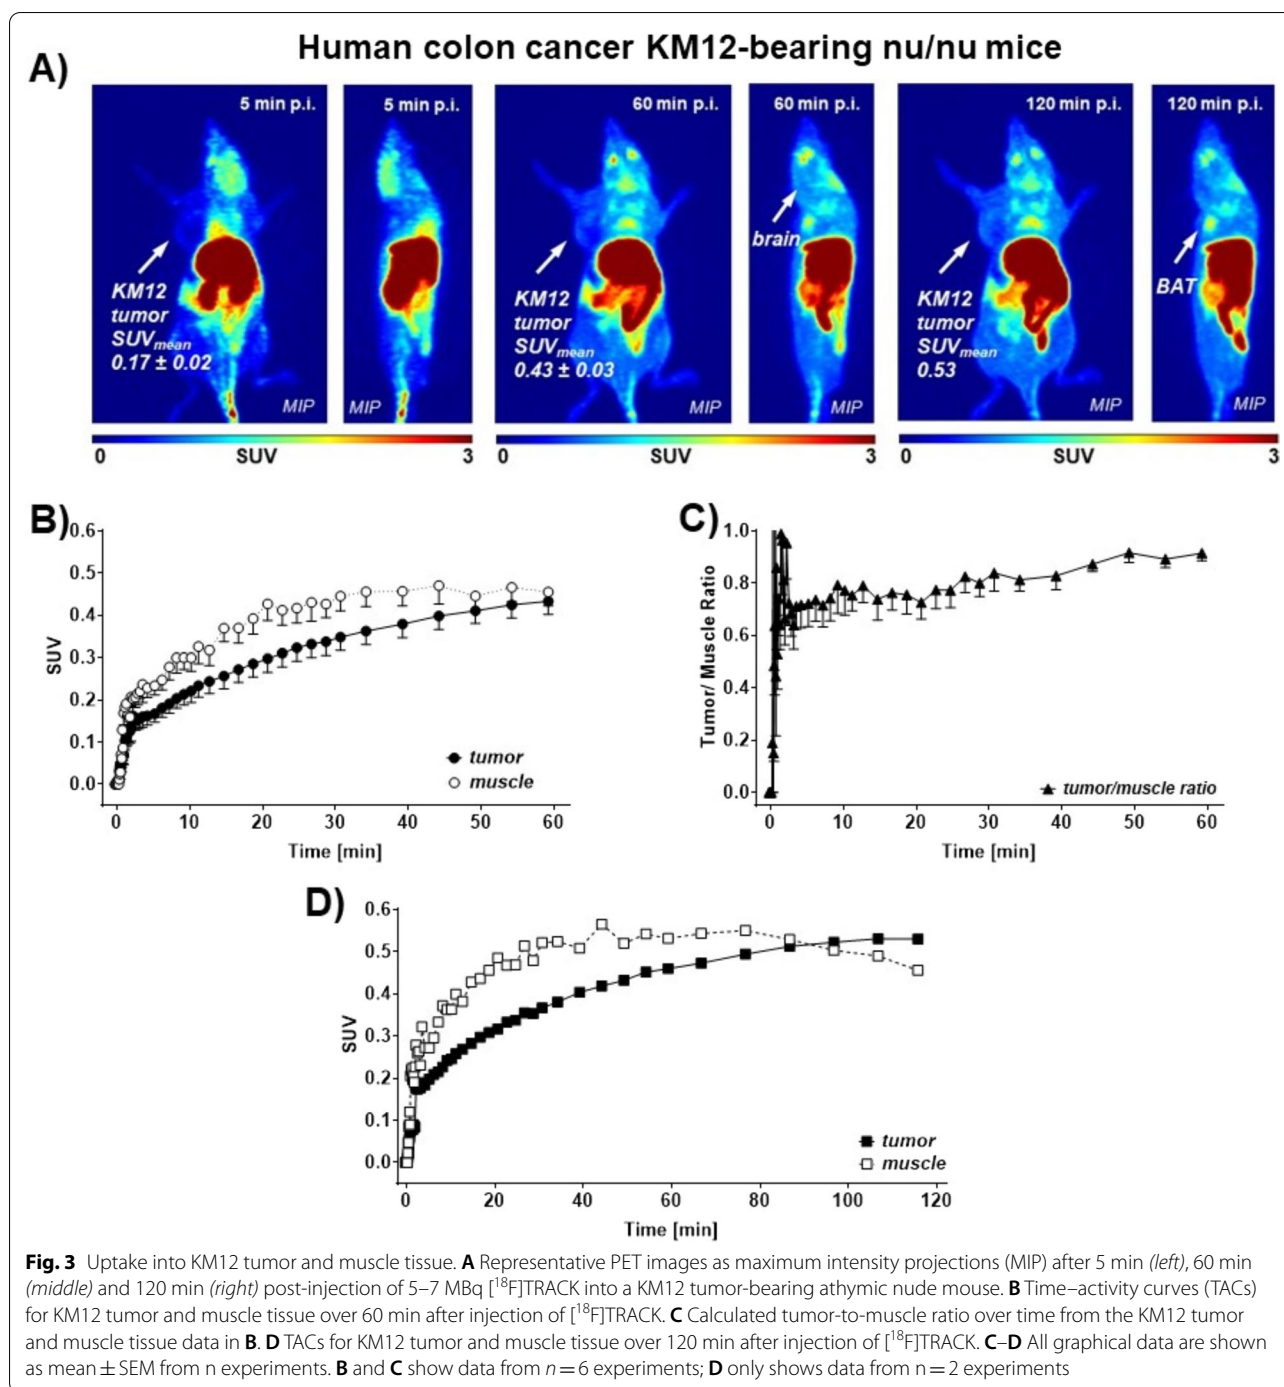 Human colon cancer KM12-bearing nu/nu mice
A)
5 min p.i.
5 min p.i.
60 min p.i.
60 min p.i.
120 min p.i.
120 min p.i.
KM12
tumor
SUVmean
0.17 ± 0.02
MIP
MIP
KM12
tumor
SUVmean
0.43 ± 0.03
MIP
brain
MIP
KM12
tumor
SUVmean
0.53
MIP
BAT
MIP
0 SUV 3
0 SUV 3
0 SUV 3
B)
0.6
0.5
0.4
0.3
0.2
0.1
0.0
SUV
tumor
muscle
0 10 20 30 40 50 60
Time [min]
C)
1.0
0.8
0.6
0.4
0.2
0.0
Tumor/ Muscle Ratio
tumor/muscle ratio
0 10 20 30 40 50 60
Time [min]
D)
0.6
0.5
0.4
0.3
0.2
0.1
0.0
SUV
tumor
muscle
0 20 40 60 80 100 120
Time [min]
Fig. 3 Uptake into KM12 tumor and muscle tissue. A Representative PET images as maximum intensity projections (MIP) after 5 min (left), 60 min
(middle) and 120 min (right) post-injection of 5–7 MBq [18F]TRACK into a KM12 tumor-bearing athymic nude mouse. B Time–activity curves (TACs)
for KM12 tumor and muscle tissue over 60 min after injection of [18F]TRACK. C Calculated tumor-to-muscle ratio over time from the KM12 tumor
and muscle tissue data in B. D TACs for KM12 tumor and muscle tissue over 120 min after injection of [18F]TRACK. C–D All graphical data are shown
as mean ± SEM from n experiments. B and C show data from n = 6 experiments; D only shows data from n = 2 experiments